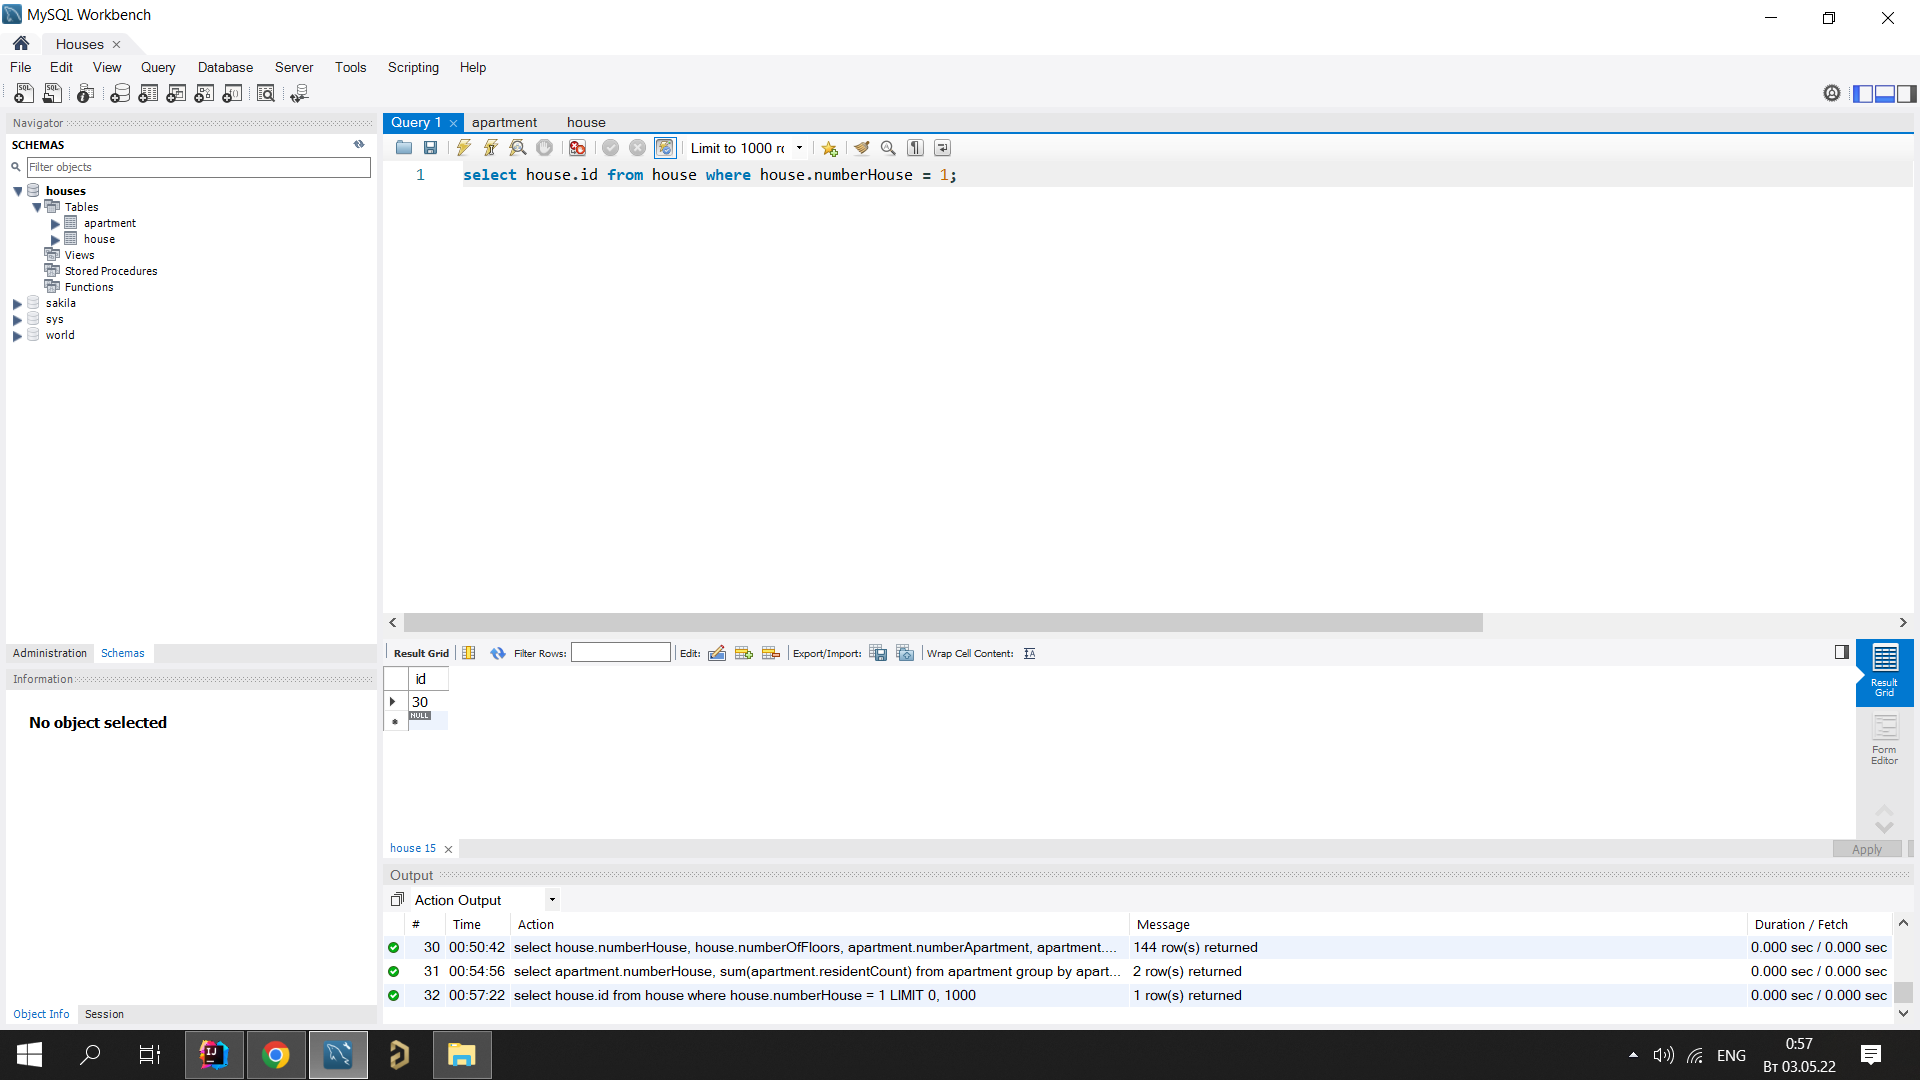 MySQL Workbench
Houses
File Edit View Query Database Server Tools Scripting Help
Navigator
SCHEMAS
Filter objects
houses
Tables
apartment
house
Views
Stored Procedures
Functions
sakila
sys
world
Administration Schemas
Information
No object selected
Object Info Session
Query 1 apartment house
Limit to 1000 rc
1 select house.id from house where house.numberHouse = 1;
Result Grid Filter Rows: Edit: Export/Import: Wrap Cell Content:
id
30
NULL
Result
Grid
Form
Editor
house 15
Apply
Output
Action Output
# Time Action Message Duration / Fetch
30 00:50:42 select house.numberHouse, house.numberOfFloors, apartment.numberApartment, apartment.... 144 row(s) returned 0.000 sec / 0.000 sec
31 00:54:56 select apartment.numberHouse, sum(apartment.residentCount) from apartment group by apart... 2 row(s) returned 0.000 sec / 0.000 sec
32 00:57:22 select house.id from house where house.numberHouse = 1 LIMIT 0, 1000 1 row(s) returned 0.000 sec / 0.000 sec
ENG
0:57
Вт 03.05.22